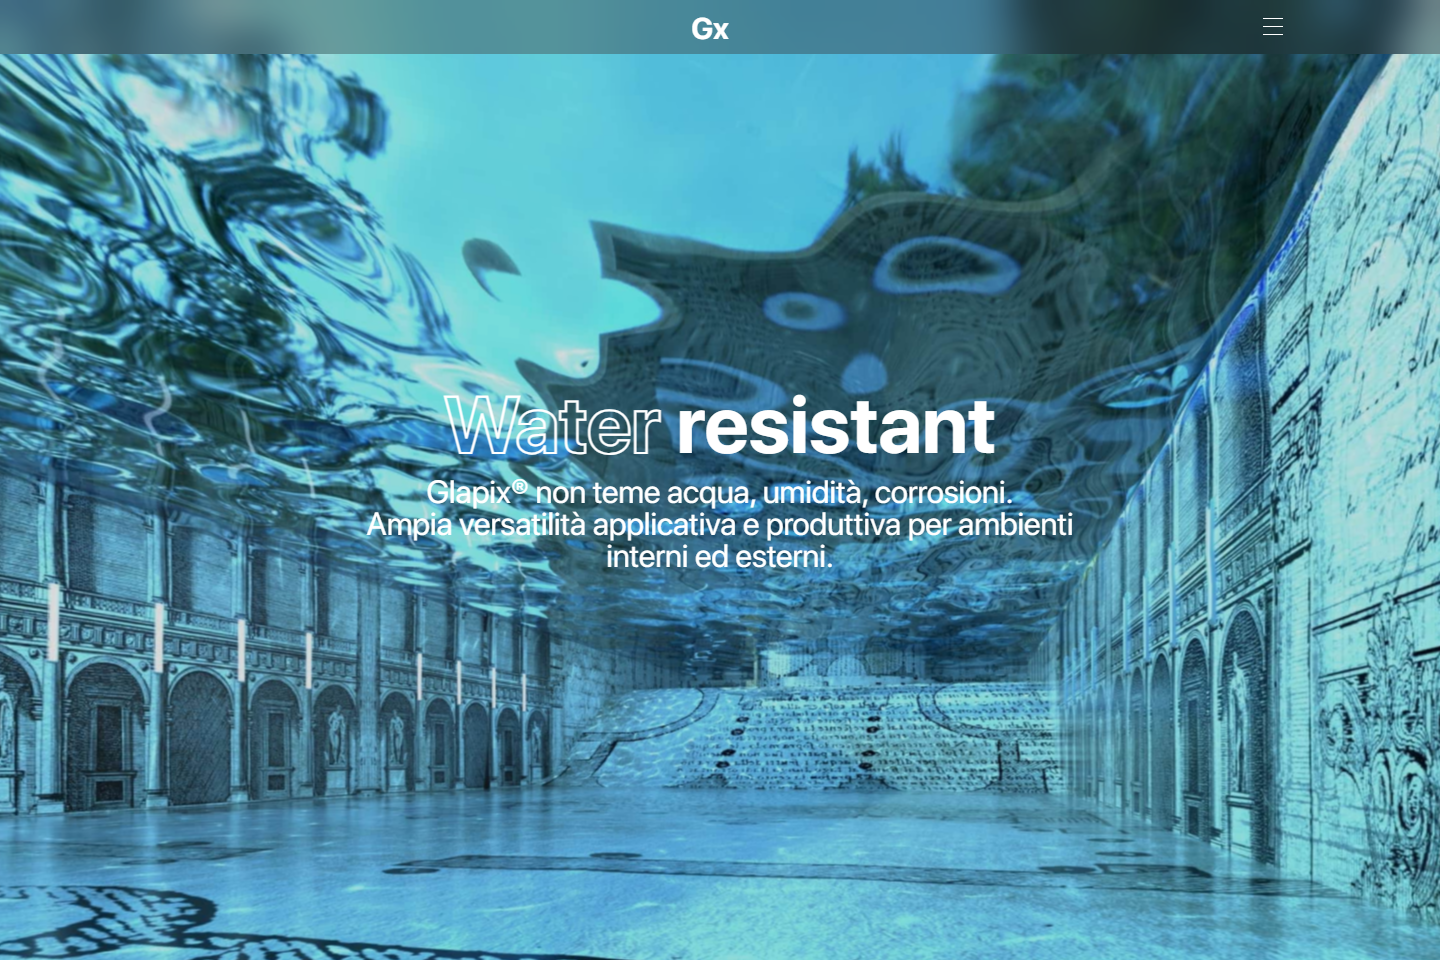 Gx
Water resistant
Glapix® non teme acqua, umidità, corrosioni.
Ampia versatilità applicativa e produttiva per ambienti
interni ed esterni.